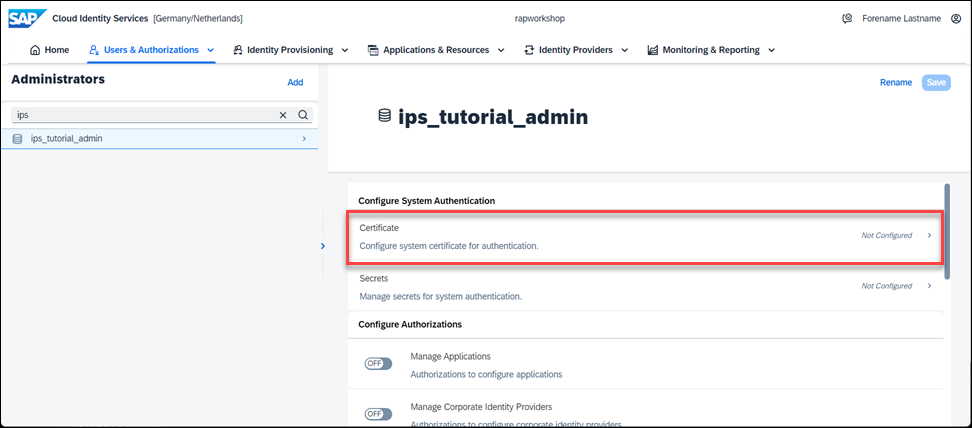 SAP Cloud Identity Services [Germany/Netherlands] rapworkshop Forename Lastname
Home Users & Authorizations Identity Provisioning Applications & Resources Identity Providers Monitoring & Reporting
Administrators Add
ips
ips_tutorial_admin
Rename Save
ips_tutorial_admin
Configure System Authentication
Certificate
Not Configured
Configure system certificate for authentication.
Secrets
Not Configured
Manage secrets for system authentication.
Configure Authorizations
Manage Applications
OFF
Authorizations to configure applications
Manage Corporate Identity Providers
OFF
Authorizations to configure corporate identity providers